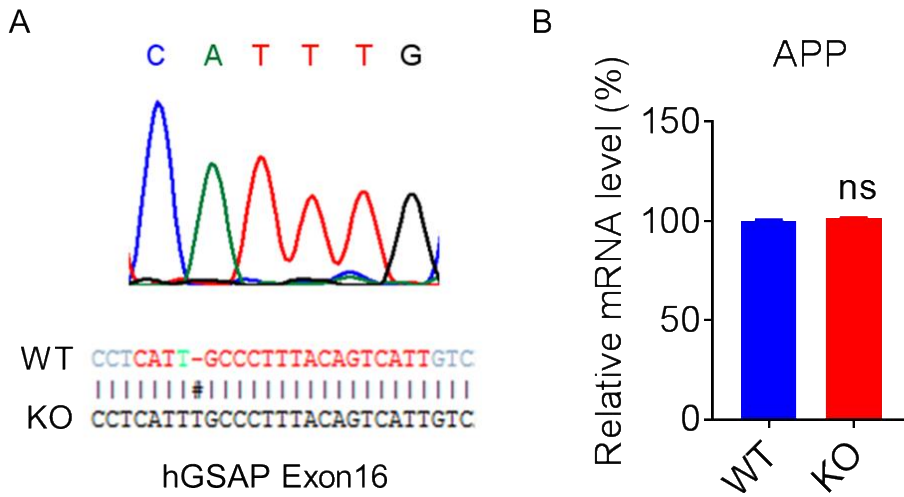 A
C A T T T G
WT CCTCATT-GCCCTTTACAGTCATTGTC
|||||||#|||||||||||||||||||
KO CCTCATTTGCCCTTTACAGTCATTGTC
hGSAP Exon16
B
APP
Relative mRNA level (%)
150
100
50
0
ns
WT
KO